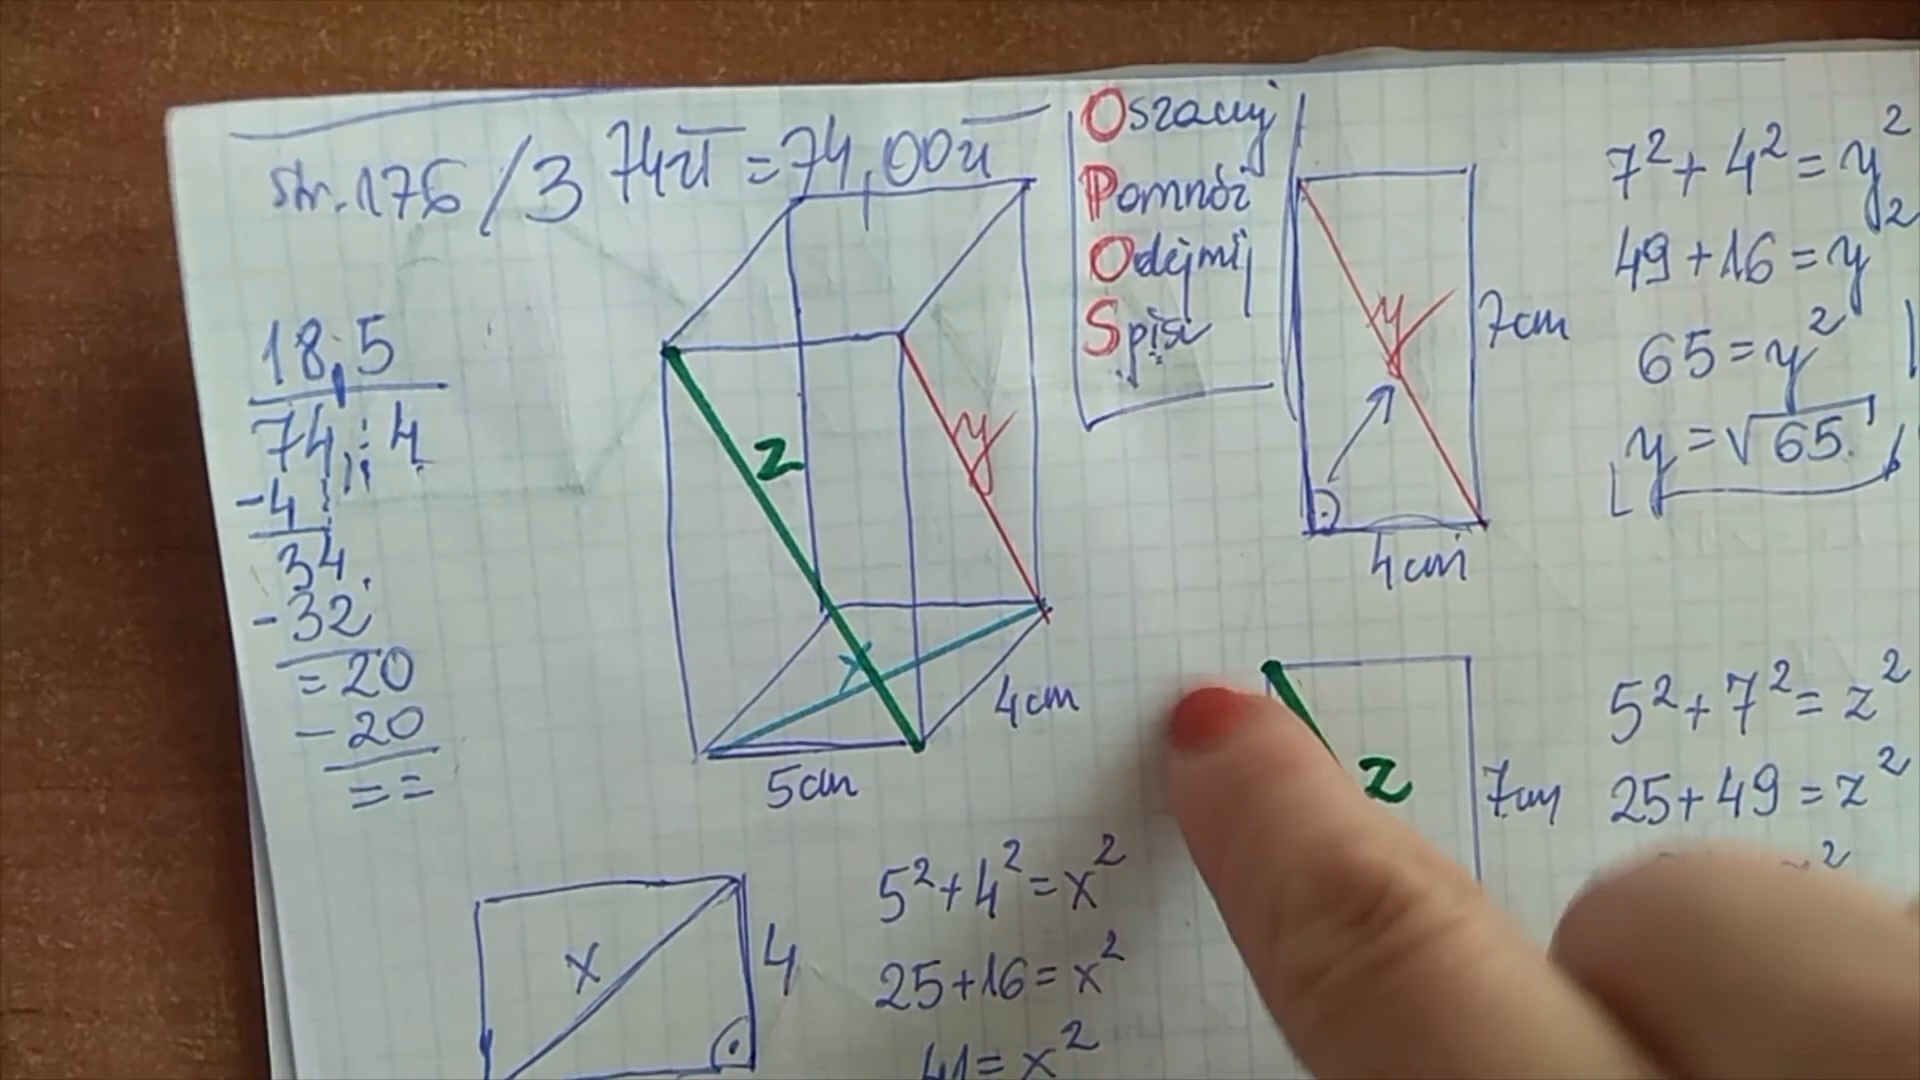 str. 176/3 74zł = 74,00zł
18,5
74 : 4
-4
34
-32
=20
-20
==
z
y
x
4cm
5cm
Oszacuj
Pomnóż
Odejmij
Spisz
y
7cm
4cm
7² + 4² = y²
49 + 16 = y²
65 = y²
y = √65
z
7cm
5² + 7² = z²
25 + 49 = z²
x
4
5² + 4² = x²
25 + 16 = x²
41 = x²